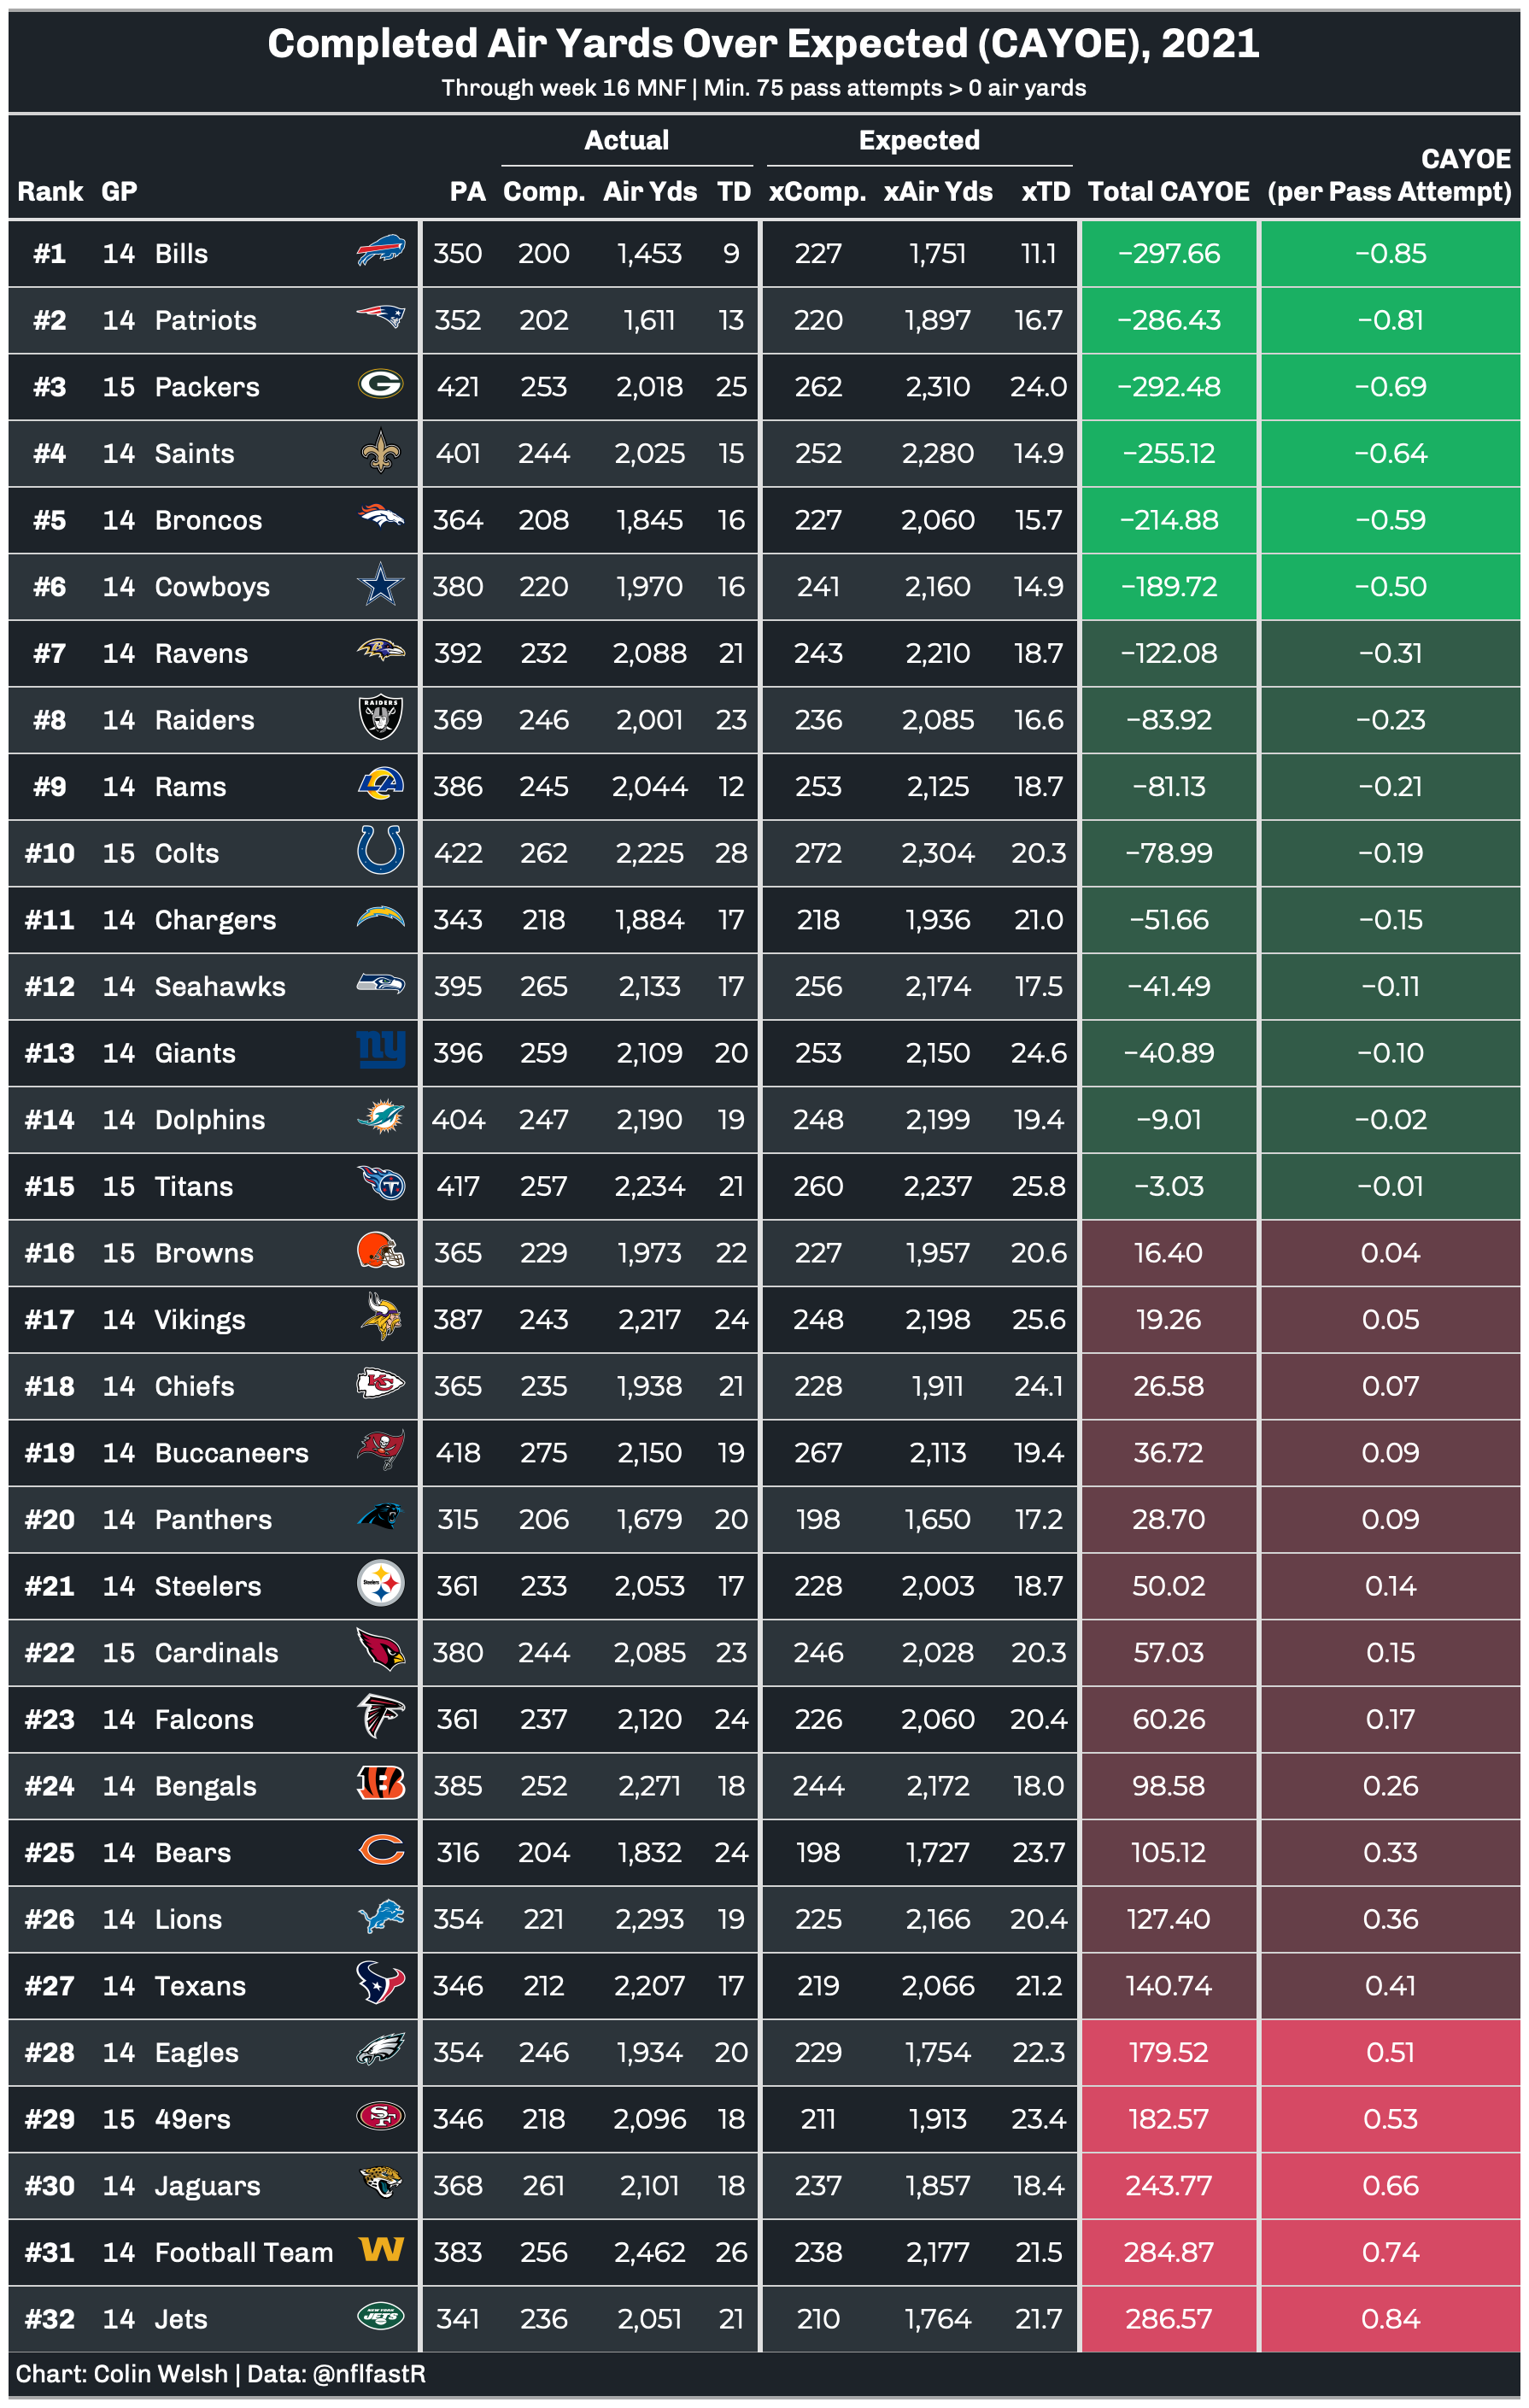 Completed Air Yards Over Expected (CAYOE), 2021
Through week 16 MNF | Min. 75 pass attempts > 0 air yards
Actual Expected
CAYOE
Rank GP PA Comp. Air Yds TD xComp. xAir Yds xTD Total CAYOE (per Pass Attempt)
#1 14 Bills 350 200 1,453 9 227 1,751 11.1 −297.66 −0.85
#2 14 Patriots 352 202 1,611 13 220 1,897 16.7 −286.43 −0.81
#3 15 Packers G 421 253 2,018 25 262 2,310 24.0 −292.48 −0.69
#4 14 Saints 401 244 2,025 15 252 2,280 14.9 −255.12 −0.64
#5 14 Broncos 364 208 1,845 16 227 2,060 15.7 −214.88 −0.59
#6 14 Cowboys 380 220 1,970 16 241 2,160 14.9 −189.72 −0.50
#7 14 Ravens B 392 232 2,088 21 243 2,210 18.7 −122.08 −0.31
#8 14 Raiders RAIDERS 369 246 2,001 23 236 2,085 16.6 −83.92 −0.23
#9 14 Rams LA 386 245 2,044 12 253 2,125 18.7 −81.13 −0.21
#10 15 Colts 422 262 2,225 28 272 2,304 20.3 −78.99 −0.19
#11 14 Chargers 343 218 1,884 17 218 1,936 21.0 −51.66 −0.15
#12 14 Seahawks 395 265 2,133 17 256 2,174 17.5 −41.49 −0.11
#13 14 Giants ny 396 259 2,109 20 253 2,150 24.6 −40.89 −0.10
#14 14 Dolphins 404 247 2,190 19 248 2,199 19.4 −9.01 −0.02
#15 15 Titans T 417 257 2,234 21 260 2,237 25.8 −3.03 −0.01
#16 15 Browns 365 229 1,973 22 227 1,957 20.6 16.40 0.04
#17 14 Vikings 387 243 2,217 24 248 2,198 25.6 19.26 0.05
#18 14 Chiefs KC 365 235 1,938 21 228 1,911 24.1 26.58 0.07
#19 14 Buccaneers 418 275 2,150 19 267 2,113 19.4 36.72 0.09
#20 14 Panthers 315 206 1,679 20 198 1,650 17.2 28.70 0.09
#21 14 Steelers Steelers 361 233 2,053 17 228 2,003 18.7 50.02 0.14
#22 15 Cardinals 380 244 2,085 23 246 2,028 20.3 57.03 0.15
#23 14 Falcons 361 237 2,120 24 226 2,060 20.4 60.26 0.17
#24 14 Bengals B 385 252 2,271 18 244 2,172 18.0 98.58 0.26
#25 14 Bears C 316 204 1,832 24 198 1,727 23.7 105.12 0.33
#26 14 Lions 354 221 2,293 19 225 2,166 20.4 127.40 0.36
#27 14 Texans 346 212 2,207 17 219 2,066 21.2 140.74 0.41
#28 14 Eagles 354 246 1,934 20 229 1,754 22.3 179.52 0.51
#29 15 49ers SF 346 218 2,096 18 211 1,913 23.4 182.57 0.53
#30 14 Jaguars 368 261 2,101 18 237 1,857 18.4 243.77 0.66
#31 14 Football Team W 383 256 2,462 26 238 2,177 21.5 284.87 0.74
#32 14 Jets NEW YORK JETS 341 236 2,051 21 210 1,764 21.7 286.57 0.84
Chart: Colin Welsh | Data: @nflfastR